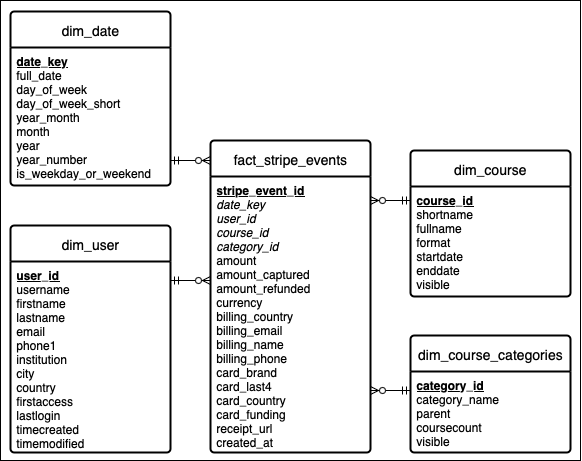 dim_date
date_key
full_date
day_of_week
day_of_week_short
year_month
month
year
year_number
is_weekday_or_weekend
dim_user
user_id
username
firstname
lastname
email
phone1
institution
city
country
firstaccess
lastlogin
timecreated
timemodified
fact_stripe_events
stripe_event_id
date_key
user_id
course_id
category_id
amount
amount_captured
amount_refunded
currency
billing_country
billing_email
billing_name
billing_phone
card_brand
card_last4
card_country
card_funding
receipt_url
created_at
dim_course
course_id
shortname
fullname
format
startdate
enddate
visible
dim_course_categories
category_id
category_name
parent
coursecount
visible